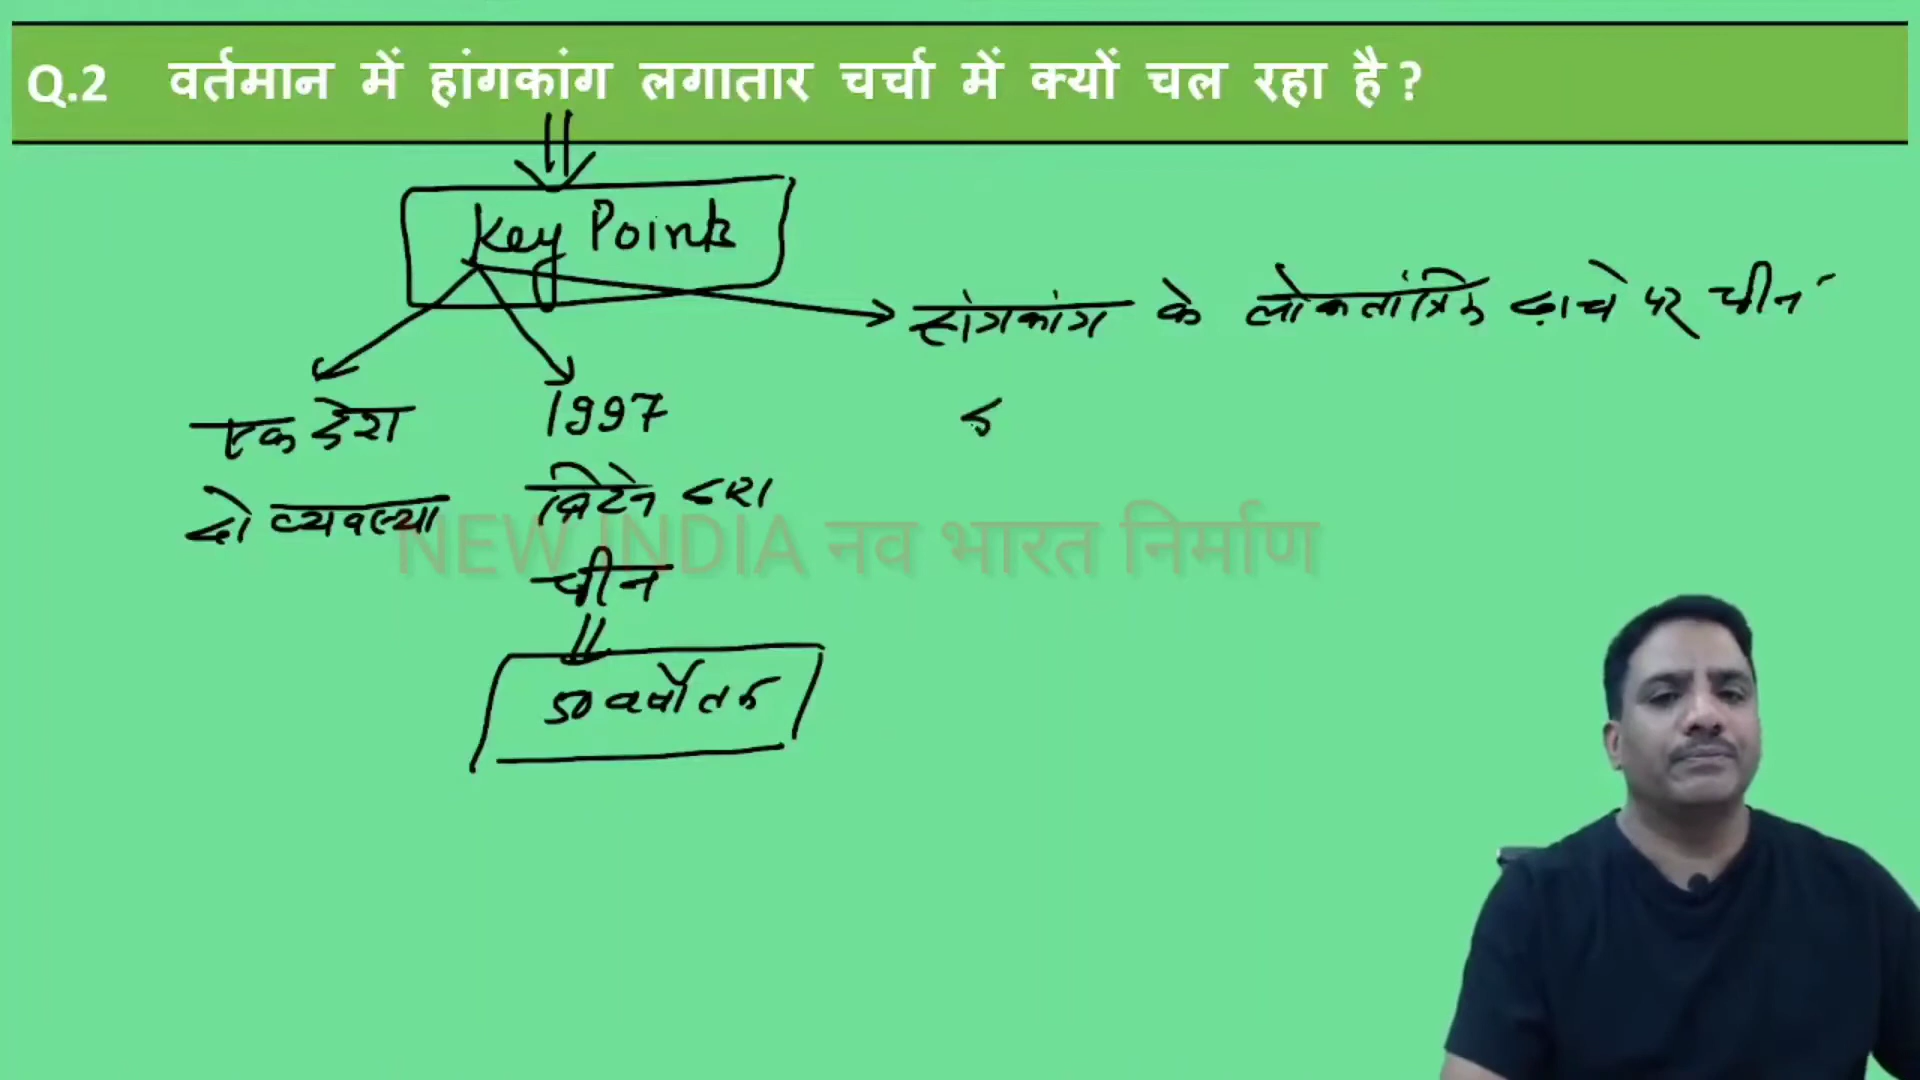 Q.2 वर्तमान में हांगकांग लगातार चर्चा में क्यों चल रहा है ?
Key Points
हांगकांग के लोकतांत्रिक ढाचे पर चीन
एक देश
दो व्यवस्था
1997
ब्रिटेन द्वारा
चीन
50 वर्षो तक
NEW INDIA नव भारत निर्माण